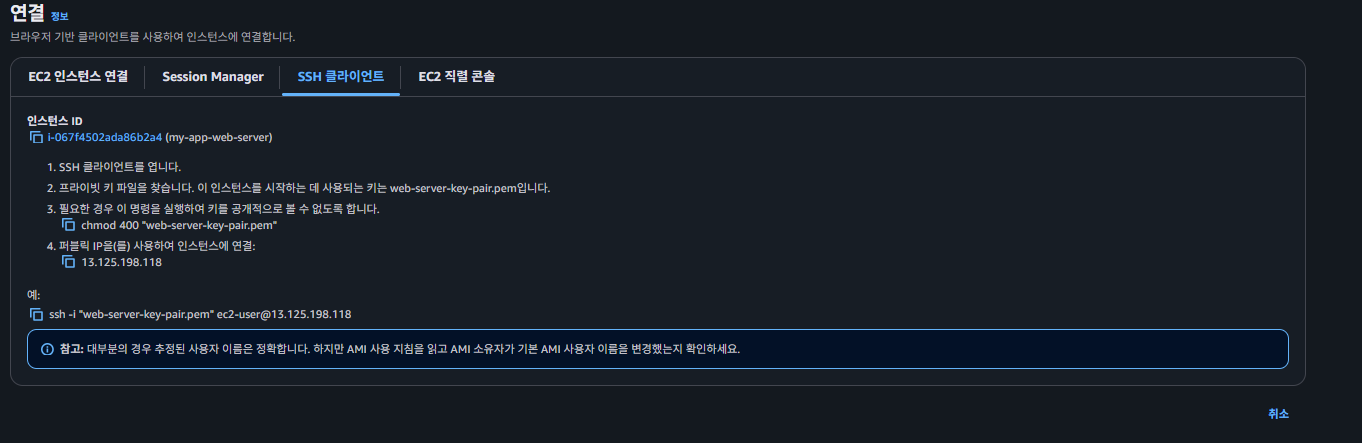 연결 정보
브라우저 기반 클라이언트를 사용하여 인스턴스에 연결합니다.
EC2 인스턴스 연결 Session Manager SSH 클라이언트 EC2 직렬 콘솔
인스턴스 ID
i-067f4502ada86b2a4 (my-app-web-server)
1. SSH 클라이언트를 엽니다.
2. 프라이빗 키 파일을 찾습니다. 이 인스턴스를 시작하는 데 사용되는 키는 web-server-key-pair.pem입니다.
3. 필요한 경우 이 명령을 실행하여 키를 공개적으로 볼 수 없도록 합니다.
chmod 400 "web-server-key-pair.pem"
4. 퍼블릭 IP을(를) 사용하여 인스턴스에 연결:
13.125.198.118
예:
ssh -i "web-server-key-pair.pem" ec2-user@13.125.198.118
참고: 대부분의 경우 추정된 사용자 이름은 정확합니다. 하지만 AMI 사용 지침을 읽고 AMI 소유자가 기본 AMI 사용자 이름을 변경했는지 확인하세요.
취소